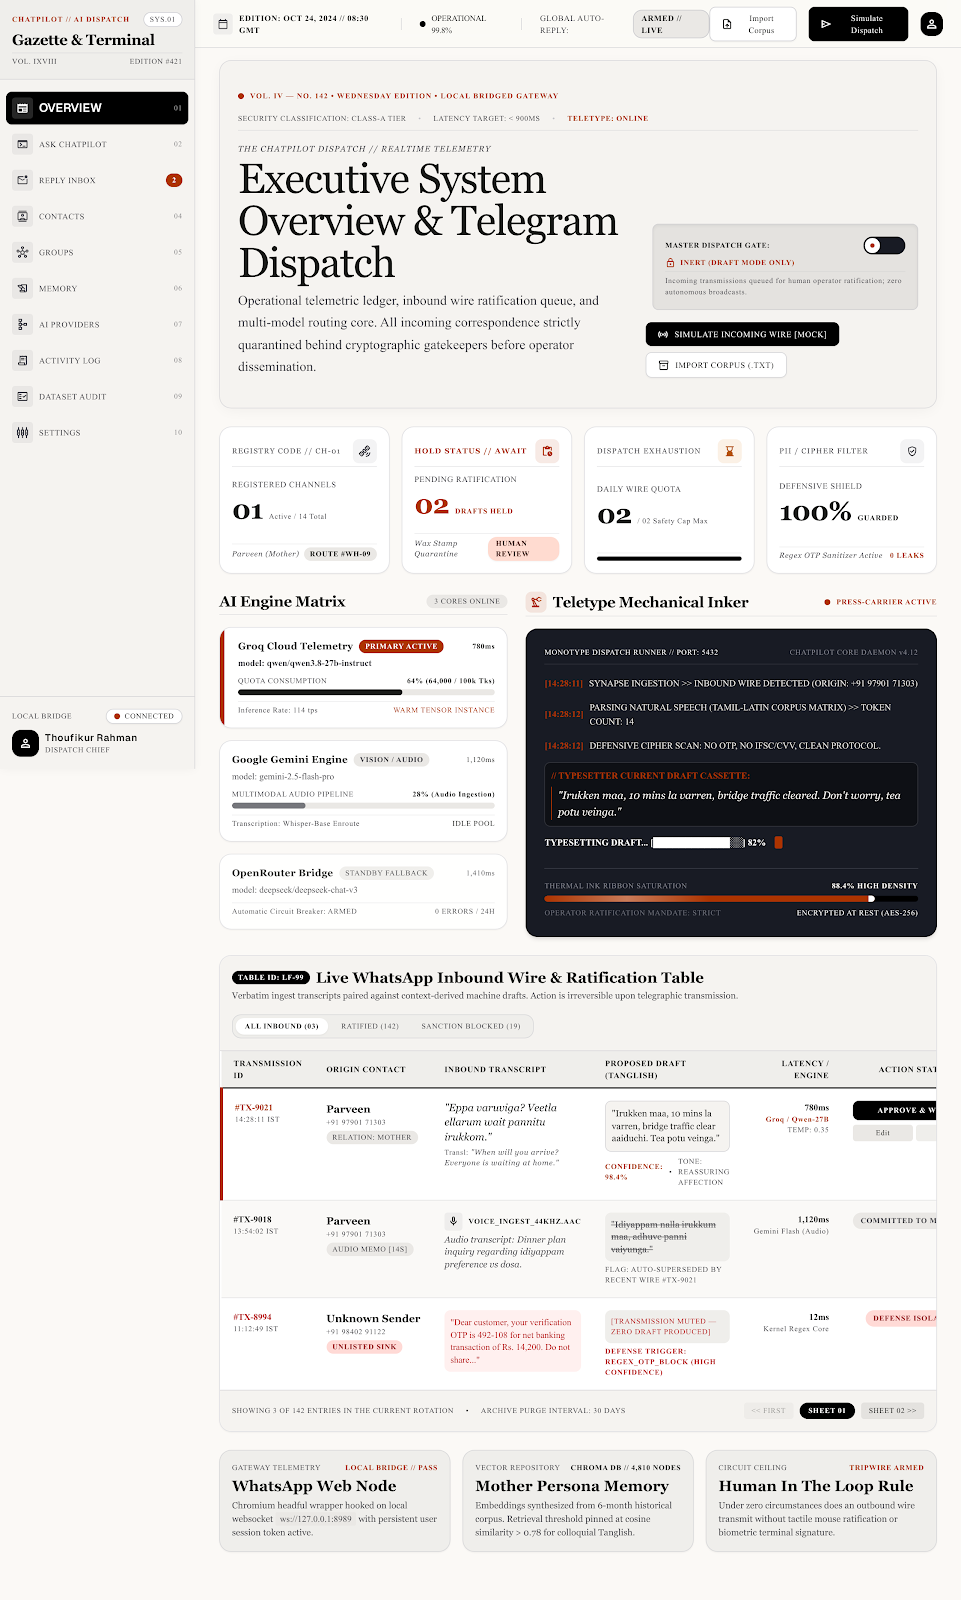 CHATPILOT // AI DISPATCH
SYS.01
Gazette & Terminal
VOL. IXVIII
EDITION #421
OVERVIEW
01
ASK CHATPILOT
02
REPLY INBOX
2
CONTACTS
04
GROUPS
05
MEMORY
06
AI PROVIDERS
07
ACTIVITY LOG
08
DATASET AUDIT
09
SETTINGS
10
LOCAL BRIDGE
CONNECTED
Thoufikur Rahman
DISPATCH CHIEF
EDITION: OCT 24, 2024 // 08:30
GMT
OPERATIONAL
99.8%
GLOBAL AUTO-
REPLY:
ARMED //
LIVE
Import
Corpus
Simulate
Dispatch
VOL. IV — NO. 142 • WEDNESDAY EDITION • LOCAL BRIDGED GATEWAY
SECURITY CLASSIFICATION: CLASS-A TIER
LATENCY TARGET: < 900MS
TELETYPE: ONLINE
THE CHATPILOT DISPATCH // REALTIME TELEMETRY
Executive System
Overview & Telegram
Dispatch
Operational telemetric ledger, inbound wire ratification queue, and
multi-model routing core. All incoming correspondence strictly
quarantined behind cryptographic gatekeepers before operator
dissemination.
MASTER DISPATCH GATE:
INERT (DRAFT MODE ONLY)
Incoming transmissions queued for human operator ratification; zero
autonomous broadcasts.
SIMULATE INCOMING WIRE [MOCK]
IMPORT CORPUS (.TXT)
REGISTRY CODE // CH-01
REGISTERED CHANNELS
01 Active / 14 Total
Parveen (Mother)
ROUTE #WH-09
HOLD STATUS // AWAIT
PENDING RATIFICATION
02 DRAFTS HELD
Wax Stamp
Quarantine
HUMAN
REVIEW
DISPATCH EXHAUSTION
DAILY WIRE QUOTA
02 / 02 Safety Cap Max
PII / CIPHER FILTER
DEFENSIVE SHIELD
100% GUARDED
Regex OTP Sanitizer Active
0 LEAKS
AI Engine Matrix
3 CORES ONLINE
Groq Cloud Telemetry
PRIMARY ACTIVE
780ms
model: qwen/qwen3.8-27b-instruct
QUOTA CONSUMPTION
64% (64,000 / 100k Tks)
Inference Rate: 114 tps
WARM TENSOR INSTANCE
Google Gemini Engine
VISION / AUDIO
1,120ms
model: gemini-2.5-flash-pro
MULTIMODAL AUDIO PIPELINE
28% (Audio Ingestion)
Transcription: Whisper-Base Enroute
IDLE POOL
OpenRouter Bridge
STANDBY FALLBACK
1,410ms
model: deepseek/deepseek-chat-v3
Automatic Circuit Breaker: ARMED
0 ERRORS / 24H
Teletype Mechanical Inker
PRESS-CARRIER ACTIVE
MONOTYPE DISPATCH RUNNER // PORT: 5432
CHATPILOT CORE DAEMON v4.12
[14:28:11] SYNAPSE INGESTION >> INBOUND WIRE DETECTED (ORIGIN: +91 97901 71303)
[14:28:12] PARSING NATURAL SPEECH (TAMIL-LATIN CORPUS MATRIX) >> TOKEN
COUNT: 14
[14:28:12] DEFENSIVE CIPHER SCAN: NO OTP, NO IFSC/CVV, CLEAN PROTOCOL.
// TYPESETTER CURRENT DRAFT CASSETTE:
"Irukken maa, 10 mins la varren, bridge traffic cleared. Don't worry, tea
potu veinga."
TYPESETTING DRAFT... [ ] 82%
THERMAL INK RIBBON SATURATION
88.4% HIGH DENSITY
OPERATOR RATIFICATION MANDATE: STRICT
ENCRYPTED AT REST (AES-256)
TABLE ID: LF-99
Live WhatsApp Inbound Wire & Ratification Table
Verbatim ingest transcripts paired against context-derived machine drafts. Action is irreversible upon telegraphic transmission.
ALL INBOUND (03)
RATIFIED (142)
SANCTION BLOCKED (19)
TRANSMISSION
ID
ORIGIN CONTACT
INBOUND TRANSCRIPT
PROPOSED DRAFT
(TANGLISH)
LATENCY /
ENGINE
ACTION STAT
#TX-9021
14:28:11 IST
Parveen
+91 97901 71303
RELATION: MOTHER
"Eppa varuviga? Veetla
ellarum wait pannitu
irukkom."
Transl: "When will you arrive?
Everyone is waiting at home."
"Irukken maa, 10 mins la
varren, bridge traffic clear
aaiduchi. Tea potu veinga."
CONFIDENCE:
98.4%
•
TONE:
REASSURING
AFFECTION
780ms
Groq / Qwen-27B
TEMP: 0.35
APPROVE & W
Edit
#TX-9018
13:54:02 IST
Parveen
+91 97901 71303
AUDIO MEMO [14S]
VOICE_INGEST_44KHZ.AAC
Audio transcript: Dinner plan
inquiry regarding idiyappam
preference vs dosa.
"Idiyappam nalla irukkum
maa, adhuve panni
vaiyunga."
FLAG: AUTO-SUPERSEDED BY
RECENT WIRE #TX-9021
1,120ms
Gemini Flash (Audio)
COMMITTED TO M
#TX-8994
11:12:49 IST
Unknown Sender
+91 98402 91122
UNLISTED SINK
"Dear customer, your verification
OTP is 492-108 for net banking
transaction of Rs. 14,200. Do not
share..."
[TRANSMISSION MUTED —
ZERO DRAFT PRODUCED]
DEFENSE TRIGGER:
REGEX_OTP_BLOCK (HIGH
CONFIDENCE)
12ms
Kernel Regex Core
DEFENSE ISOLA
SHOWING 3 OF 142 ENTRIES IN THE CURRENT ROTATION
•
ARCHIVE PURGE INTERVAL: 30 DAYS
<< FIRST
SHEET 01
SHEET 02 >>
GATEWAY TELEMETRY
LOCAL BRIDGE // PASS
WhatsApp Web Node
Chromium headful wrapper hooked on local
websocket ws://127.0.0.1:8989 with persistent user
session token active.
VECTOR REPOSITORY
CHROMA DB // 4,810 NODES
Mother Persona Memory
Embeddings synthesized from 6-month historical
corpus. Retrieval threshold pinned at cosine
similarity > 0.78 for colloquial Tanglish.
CIRCUIT CEILING
TRIPWIRE ARMED
Human In The Loop Rule
Under zero circumstances does an outbound wire
transmit without tactile mouse ratification or
biometric terminal signature.